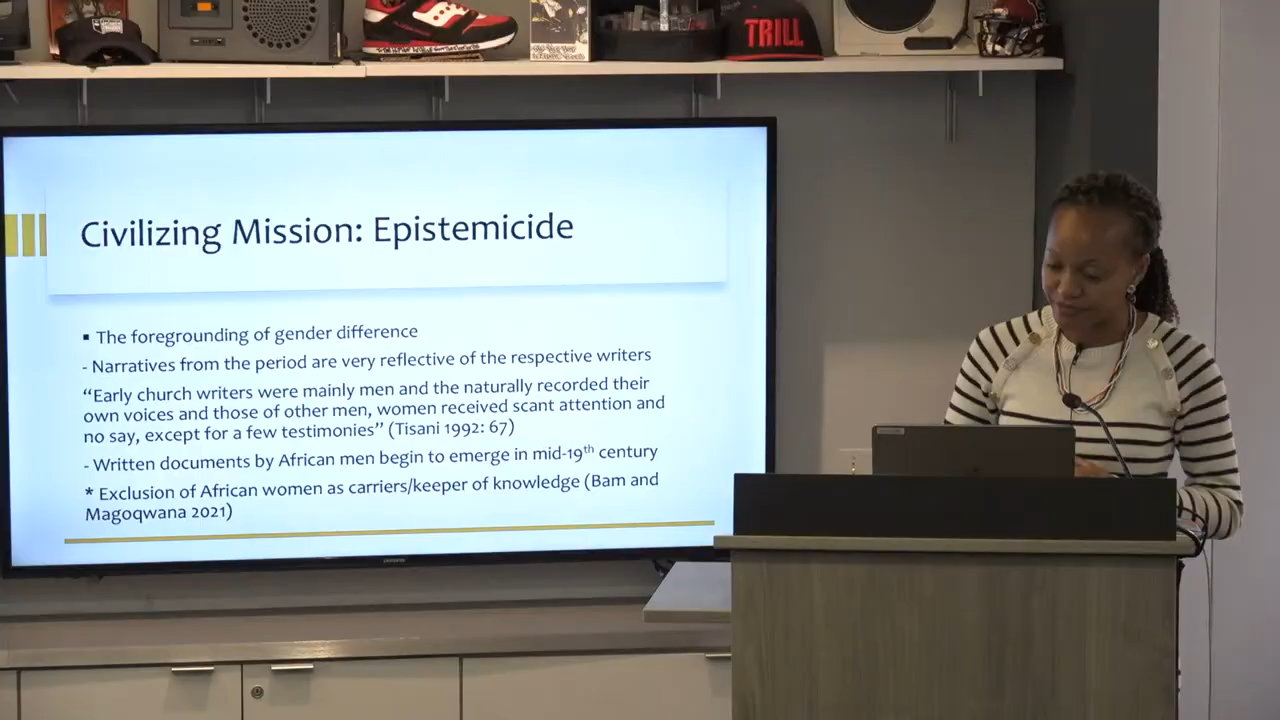 TRILL
Civilizing Mission: Epistemicide
▪ The foregrounding of gender difference
- Narratives from the period are very reflective of the respective writers
“Early church writers were mainly men and the naturally recorded their
own voices and those of other men, women received scant attention and
no say, except for a few testimonies” (Tisani 1992: 67)
- Written documents by African men begin to emerge in mid-19th century
* Exclusion of African women as carriers/keeper of knowledge (Bam and
Magoqwana 2021)